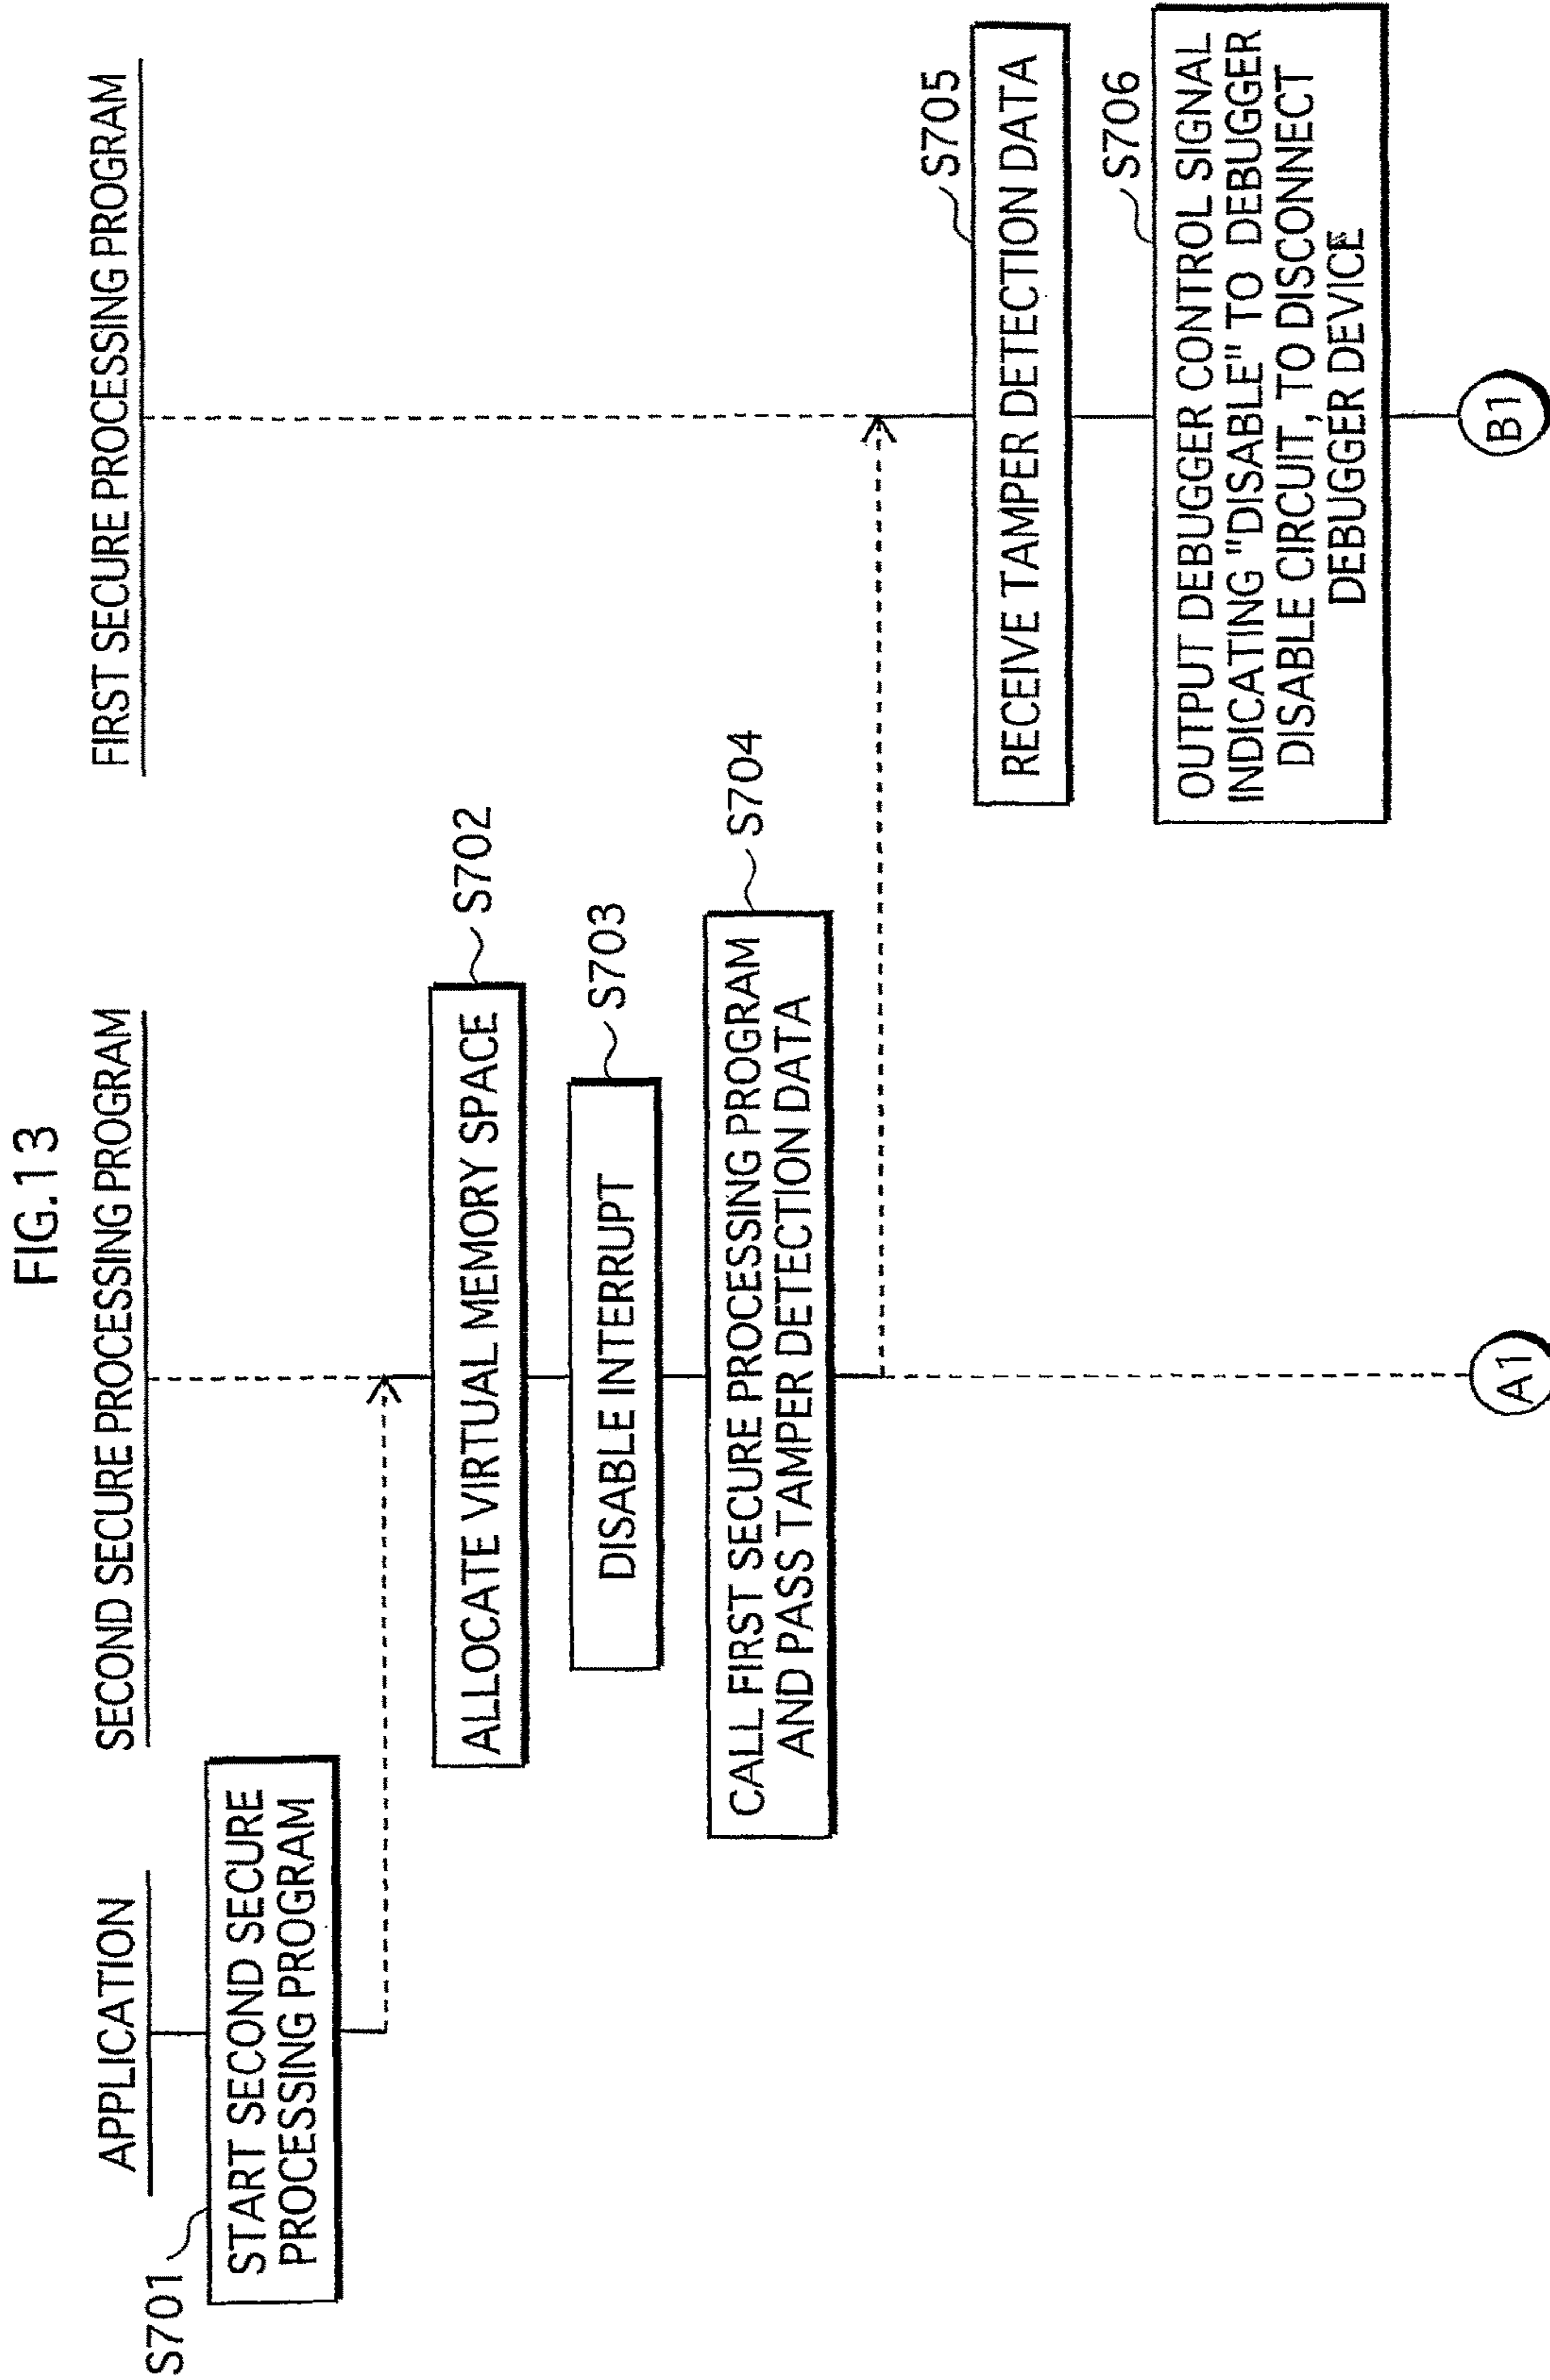 FIG.13
APPLICATION
SECOND SECURE PROCESSING PROGRAM
FIRST SECURE PROCESSING PROGRAM
S701
START SECOND SECURE
PROCESSING PROGRAM
S702
ALLOCATE VIRTUAL MEMORY SPACE
S703
DISABLE INTERRUPT
S704
CALL FIRST SECURE PROCESSING PROGRAM
AND PASS TAMPER DETECTION DATA
S705
RECEIVE TAMPER DETECTION DATA
S706
OUTPUT DEBUGGER CONTROL SIGNAL
INDICATING "DISABLE" TO DEBUGGER
DISABLE CIRCUIT, TO DISCONNECT
DEBUGGER DEVICE
A1
B1